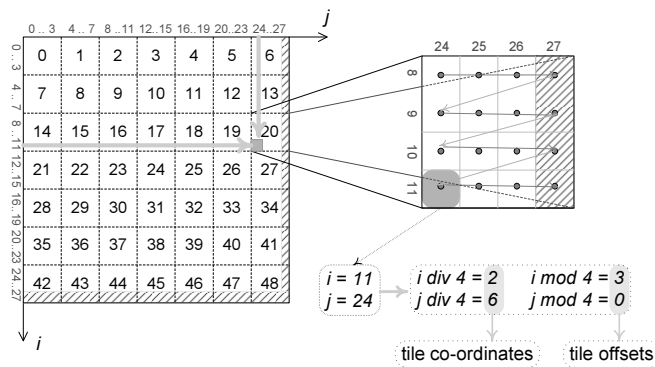 j
0 .. 3 4 .. 7 8 ..11 12..15 16..19 20..23 24..27
0 .. 3 0 1 2 3 4 5 6
4 .. 7 7 8 9 10 11 12 13
8 .. 11 14 15 16 17 18 19 20
12.. 15 21 22 23 24 25 26 27
16.. 19 28 29 30 31 32 33 34
20.. 23 35 36 37 38 39 40 41
24.. 27 42 43 44 45 46 47 48
i
24 25 26 27
8
9
10
11
i = 11
j = 24
i div 4 = 2 i mod 4 = 3
j div 4 = 6 j mod 4 = 0
tile co-ordinates tile offsets